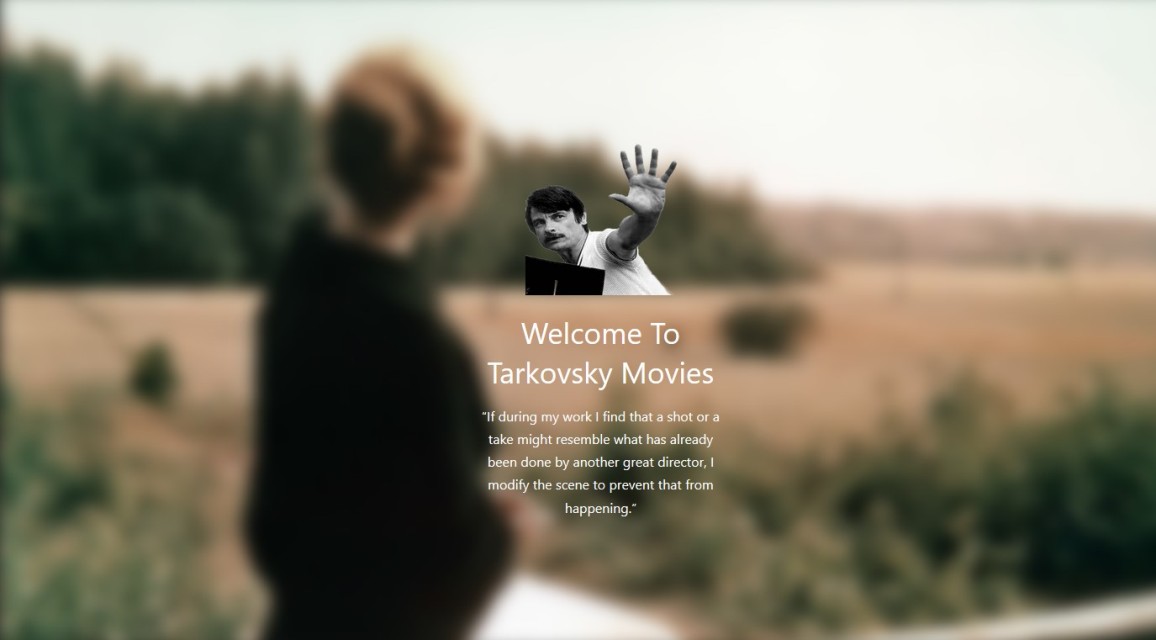 Welcome To
Tarkovsky Movies
"If during my work I find that a shot or a
take might resemble what has already
been done by another great director, I
modify the scene to prevent that from
happening."